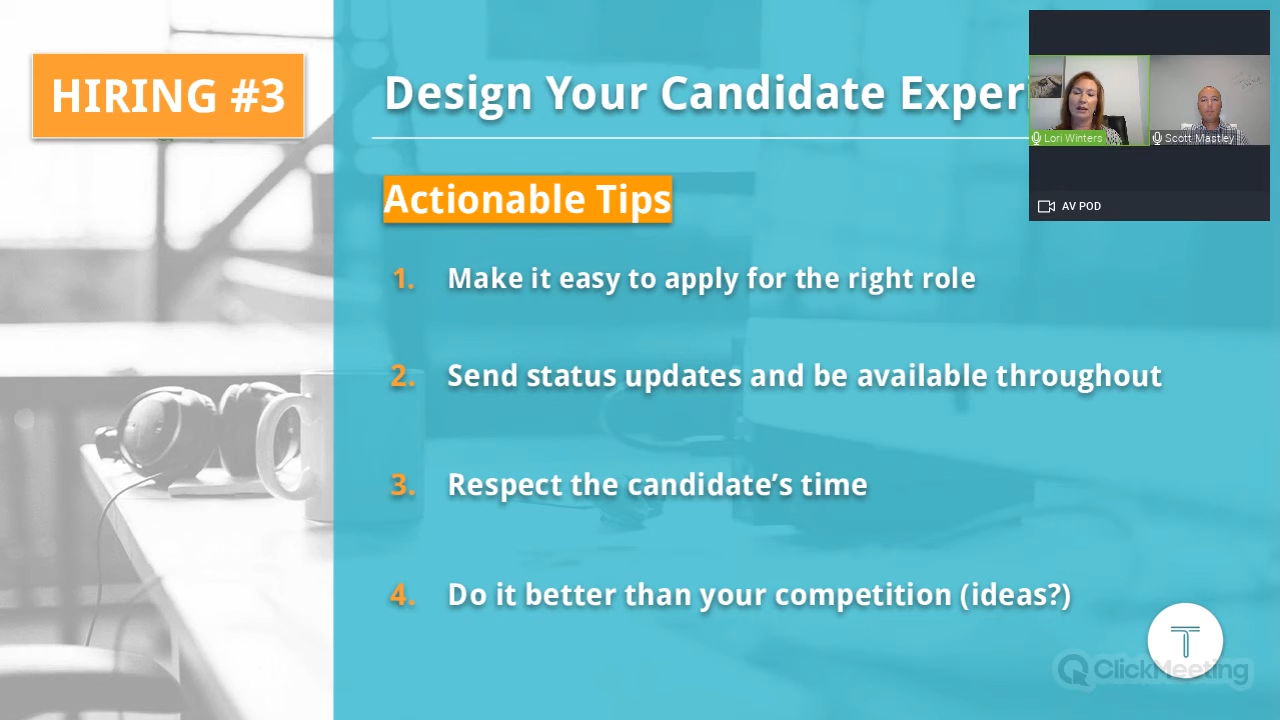 HIRING #3
Design Your Candidate Exper
Lori Winters
Scott Mastley
AV POD
Actionable Tips
1. Make it easy to apply for the right role
2. Send status updates and be available throughout
3. Respect the candidate’s time
4. Do it better than your competition (ideas?)
T
ClickMeeting